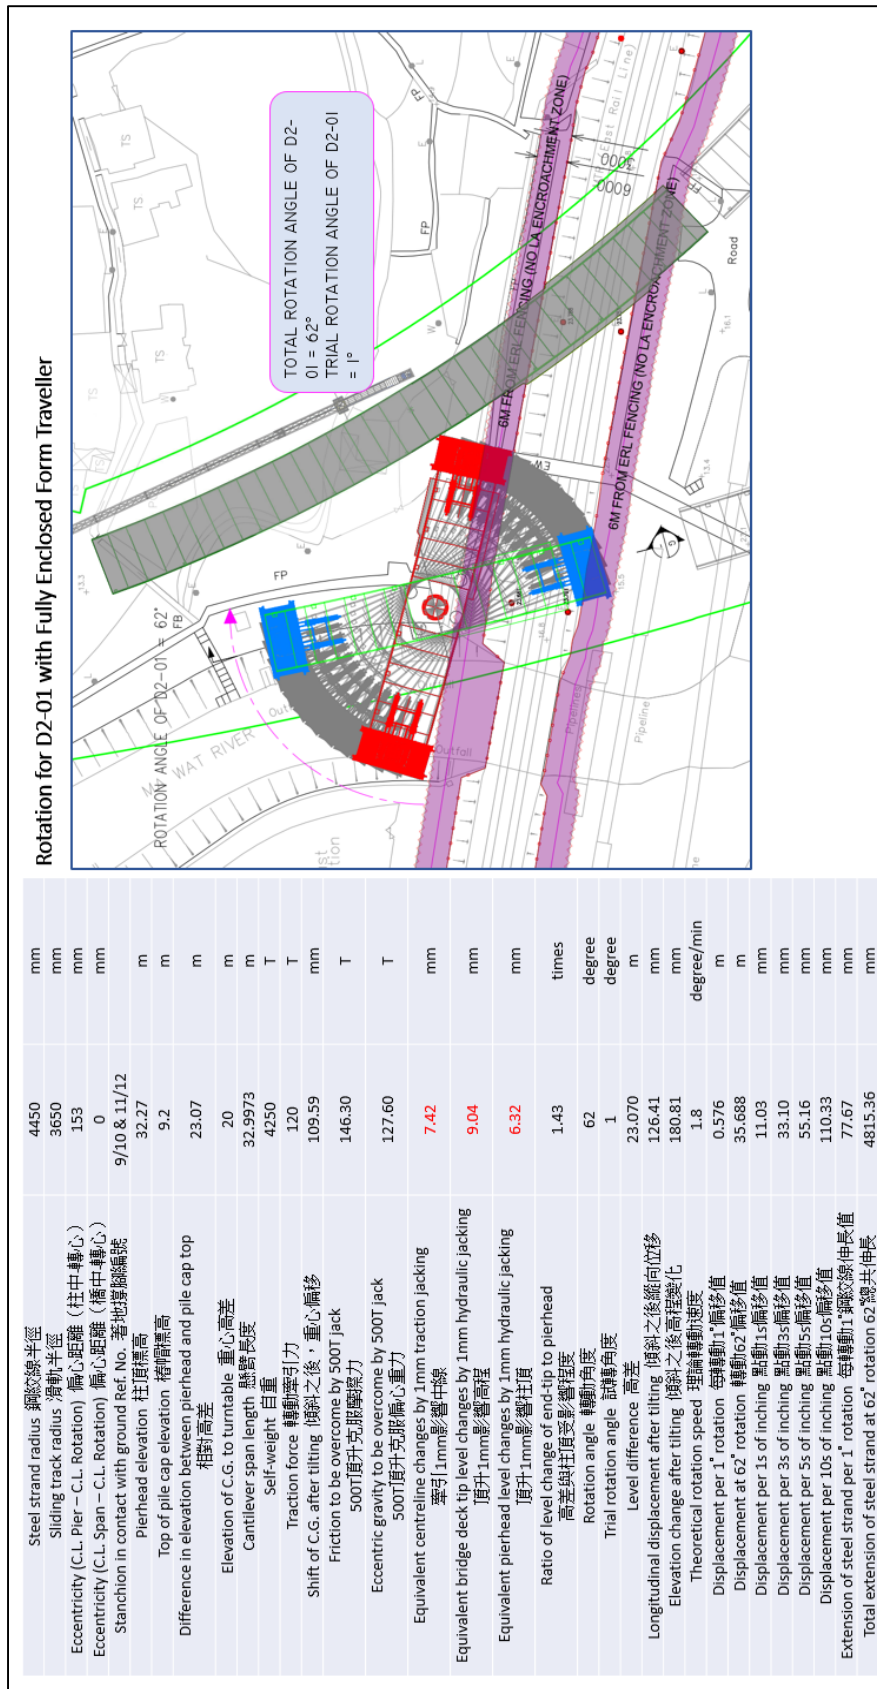 Rotation for D2-01 with Fully Enclosed Form Traveller
Steel strand radius 鋼絞線半徑 4450 mm
Sliding track radius 滑軌半徑 3650 mm
Eccentricity (C.L. Pier – C.L. Rotation) 偏心距離（柱中-轉心） 153 mm
Eccentricity (C.L. Span – C.L. Rotation) 偏心距離（橋中-轉心） 0 mm
Stanchion in contact with ground Ref. No. 著地撐腳編號 9/10 & 11/12
Pierhead elevation 柱頂標高 32.27 m
Top of pile cap elevation 樁帽標高 9.2 m
Difference in elevation between pierhead and pile cap top 23.07 m
相對高差
Elevation of C.G. to turntable 重心高差 20 m
Cantilever span length 懸臂長度 32.9973 m
Self-weight 自重 4250 T
Traction force 轉動牽引力 120 T
Shift of C.G. after tilting 傾斜之後，重心偏移 109.59 mm
Friction to be overcome by 500T jack 146.30 T
500T頂升克服摩擦力
Eccentric gravity to be overcome by 500T jack 127.60 T
500T頂升克服偏心重力
Equivalent centreline changes by 1mm traction jacking 7.42 mm
牽引1mm影響中線
Equivalent bridge deck tip level changes by 1mm hydraulic jacking 9.04 mm
頂升1mm影響高程
Equivalent pierhead level changes by 1mm hydraulic jacking 6.32 mm
頂升1mm影響柱頂
Ratio of level change of end-tip to pierhead 1.43 times
高差與柱頂受影響程度
Rotation angle 轉動角度 62 degree
Trial rotation angle 試轉角度 1 degree
Level difference 高差 23.070 m
Longitudinal displacement after tilting 傾斜之後縱向位移 126.41 mm
Elevation change after tilting 傾斜之後高程變化 180.81 mm
Theoretical rotation speed 理論轉動速度 1.8 degree/min
Displacement per 1° rotation 每轉動1°偏移值 0.576 m
Displacement at 62° rotation 轉動62°偏移值 35.688 m
Displacement per 1s of inching 點動1s偏移值 11.03 mm
Displacement per 3s of inching 點動3s偏移值 33.10 mm
Displacement per 5s of inching 點動5s偏移值 55.16 mm
Displacement per 10s of inching 點動10s偏移值 110.33 mm
Extension of steel strand per 1° rotation 每轉動1°鋼絞線伸長值 77.67 mm
Total extension of steel strand at 62° rotation 62°總共伸長 4815.36 mm
TOTAL ROTATION ANGLE OF D2-
01 = 62°
TRIAL ROTATION ANGLE OF D2-01
= 1°
ROTATION ANGLE OF D2-01 = 62°
6M FROM ERL FENCING (NO LA ENCROACHMENT ZONE)
6M FROM ERL FENCING (NO LA ENCROACHMENT ZONE)
East Rail Line)
6000
WAT RIVER
FB
FP
FP
FP
FP
EW
TS
TS
TS
TS
Outfall
Pipelines
Pipeline
Road
13.3
13.4
15.5
16.1